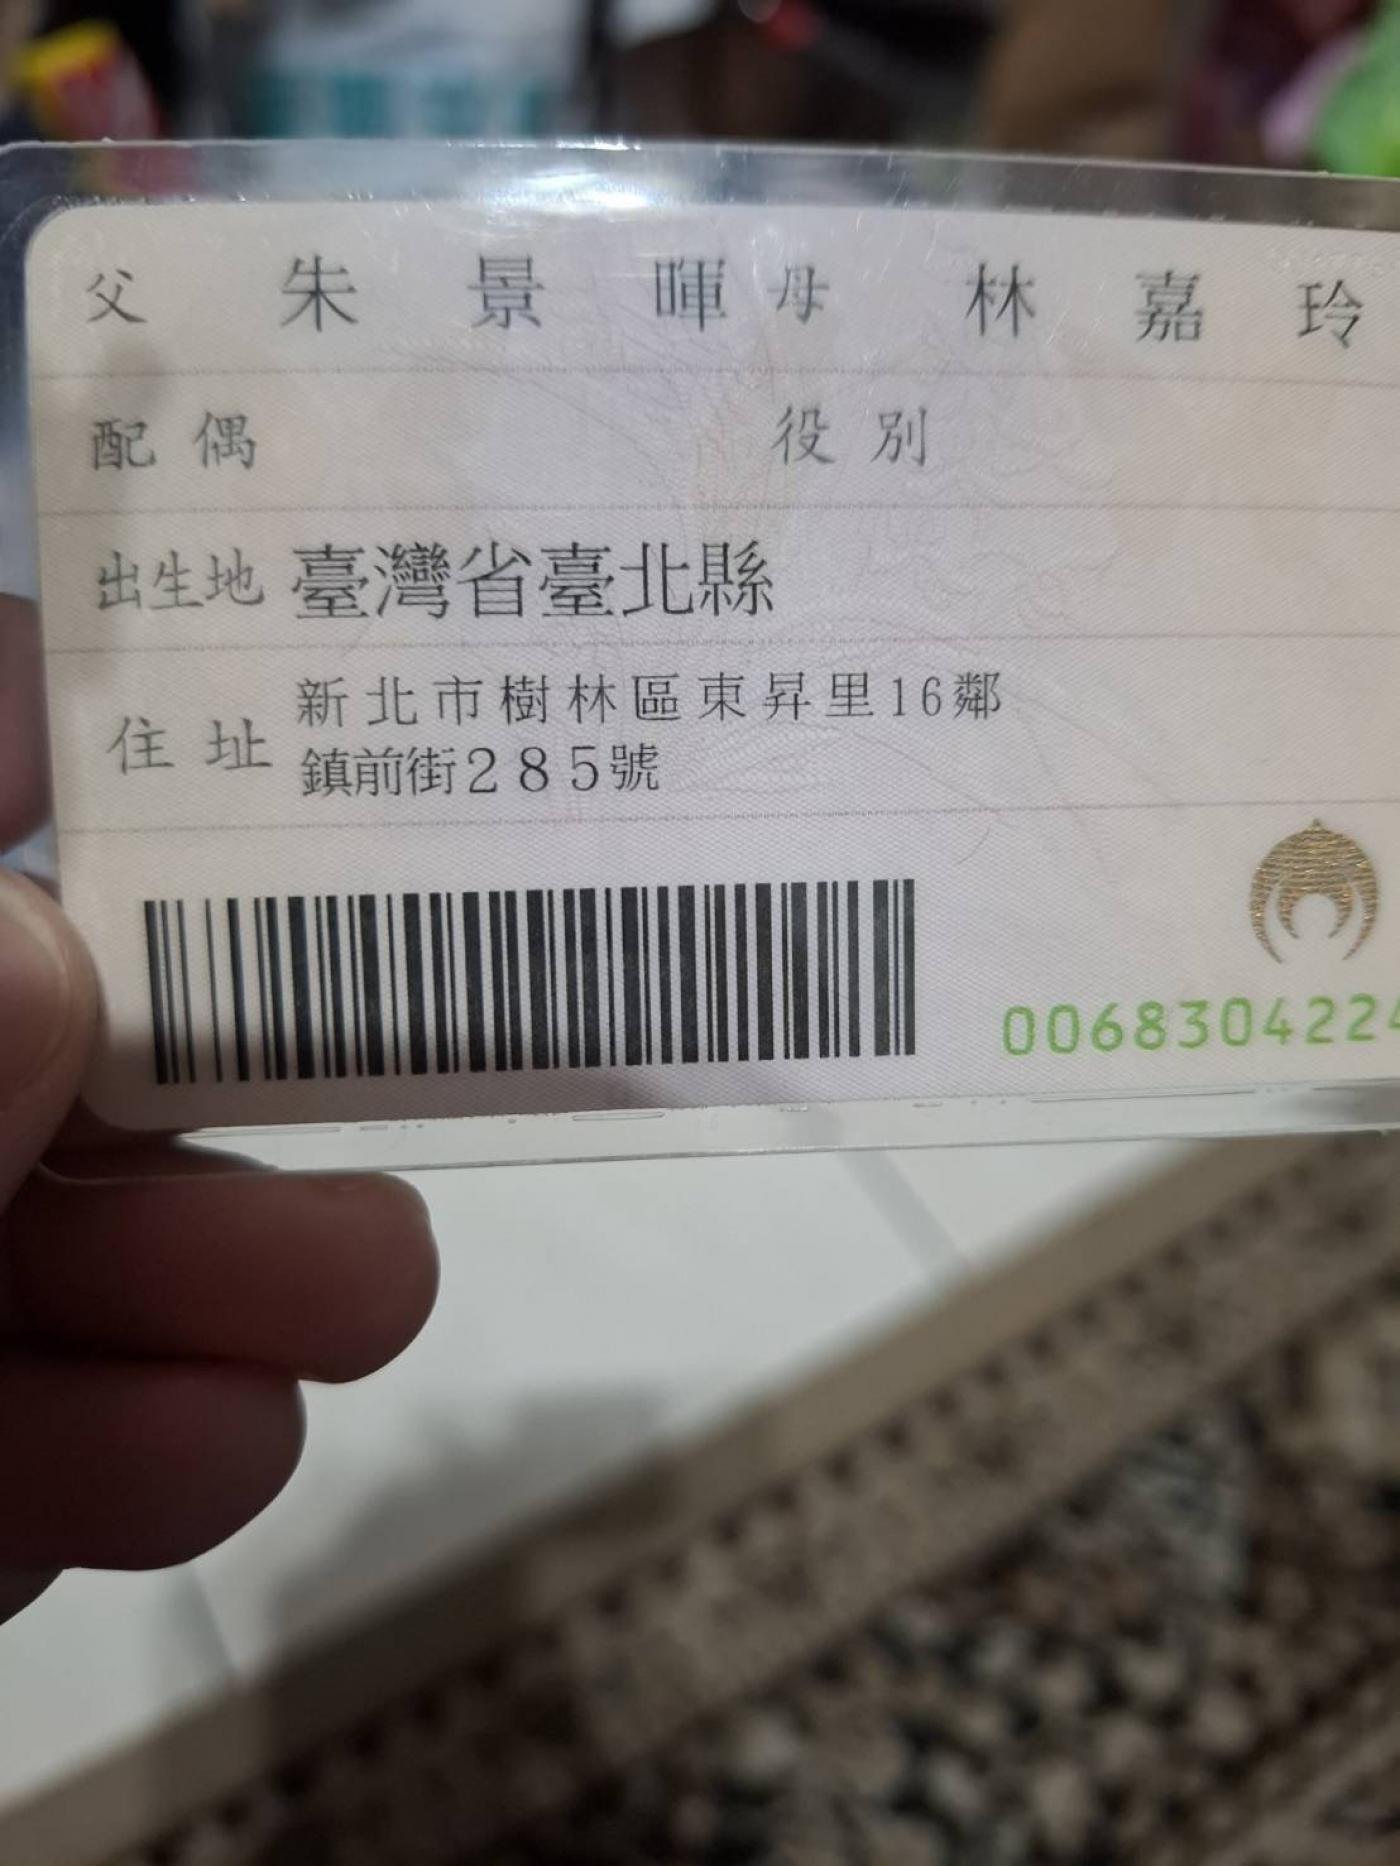 父 朱景暉 母 林嘉玲
配偶 役別
出生地 臺灣省臺北縣
住址 新北市樹林區東昇里16鄰
鎮前街285號
006830422